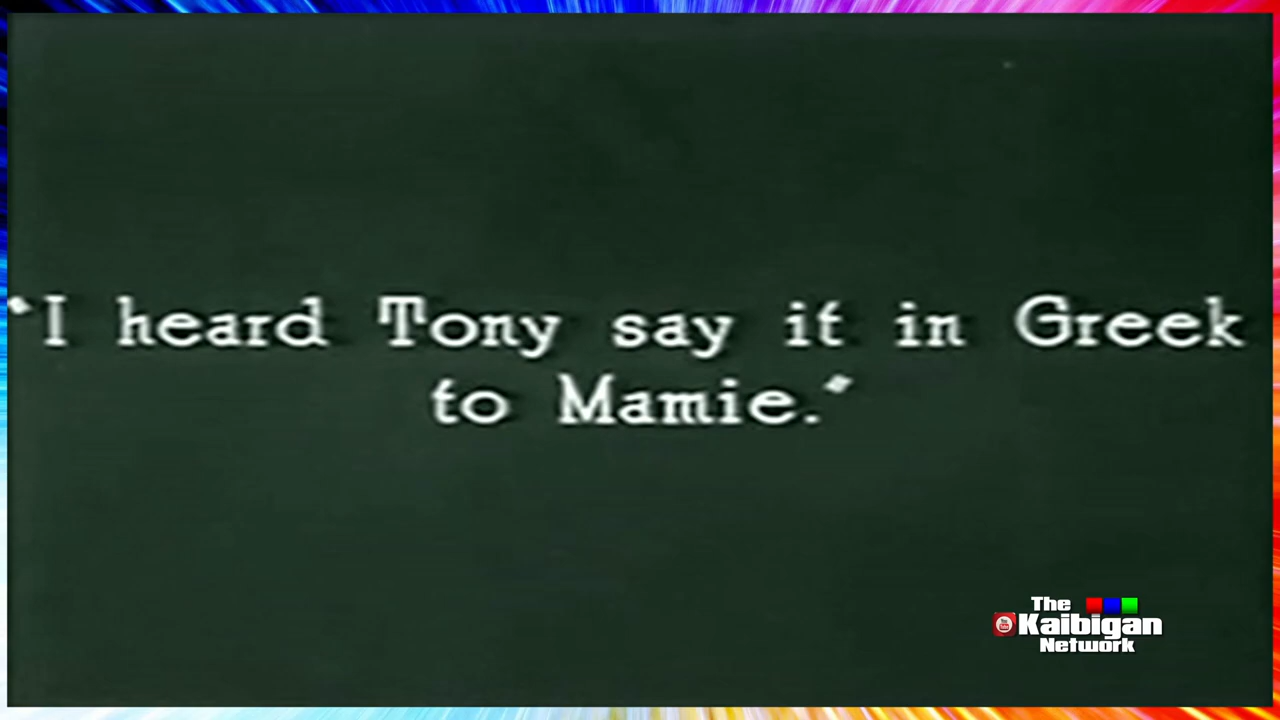 "I heard Tony say it in Greek
to Mamie."
The
Kaibigan
Network